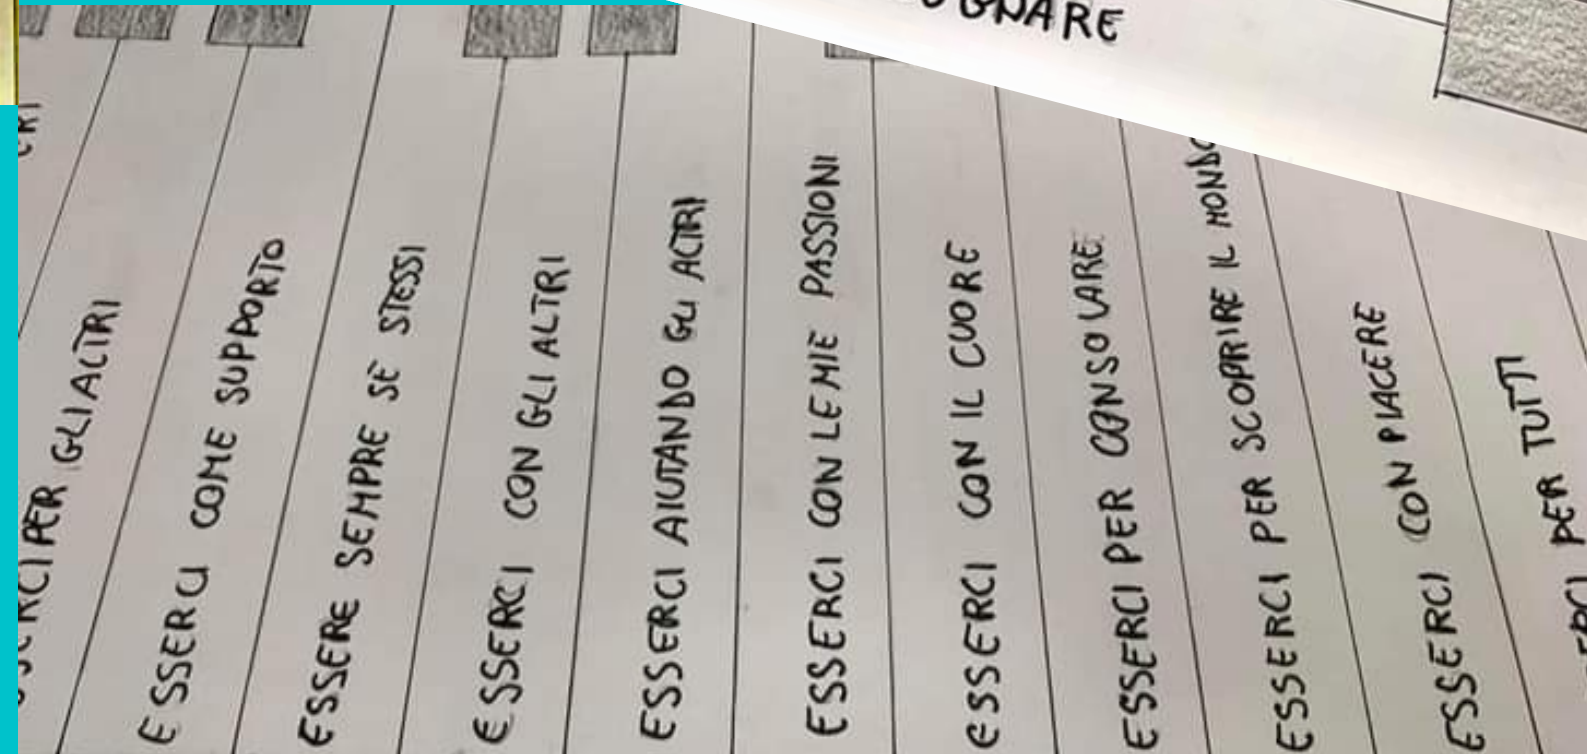 PER GLI ALTRI
ESSERCI COME SUPPORTO
ESSERE SEMPRE SÈ STESSI
ESSERCI CON GLI ALTRI
ESSERCI AIUTANDO GLI ALTRI
ESSERCI CON LE MIE PASSIONI
ESSERCI CON IL CUORE
ESSERCI PER CONSOLARE
ESSERCI PER SCOPRIRE IL MONDO
ESSERCI CON PIACERE
PER TUTTI